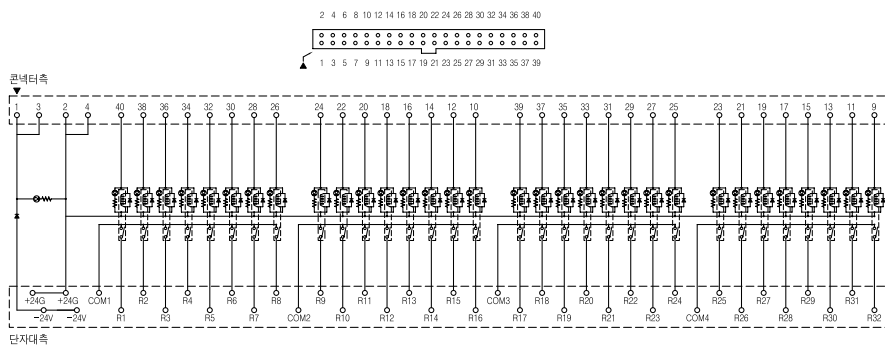 2 4 6 8 10 12 14 16 18 20 22 24 26 28 30 32 34 36 38 40
1 3 5 7 9 11 13 15 17 19 21 23 25 27 29 31 33 35 37 39
콘넥터측
1 3 2 4 40 38 36 34 32 30 28 26 24 22 20 18 16 14 12 10 39 37 35 33 31 29 27 25 23 21 19 17 15 13 11 9
+24G +24G COM1 R2 R4 R6 R8 R9 R11 R13 R15 COM3 R18 R20 R22 R24 R25 R27 R29 R31
−24V −24V R1 R3 R5 R7 COM2 R10 R12 R14 R16 R17 R19 R21 R23 COM4 R26 R28 R30 R32
단자대측